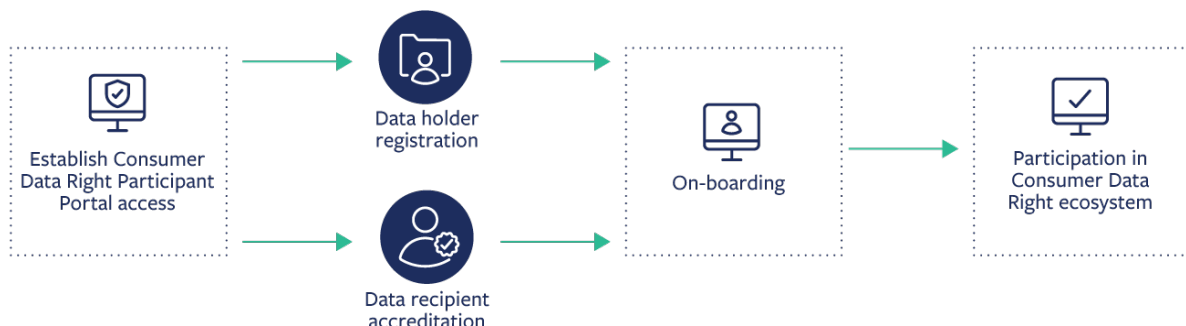 Establish Consumer
Data Right Participant
Portal access
Data holder
registration
Data recipient
accreditation
On-boarding
Participation in
Consumer Data
Right ecosystem